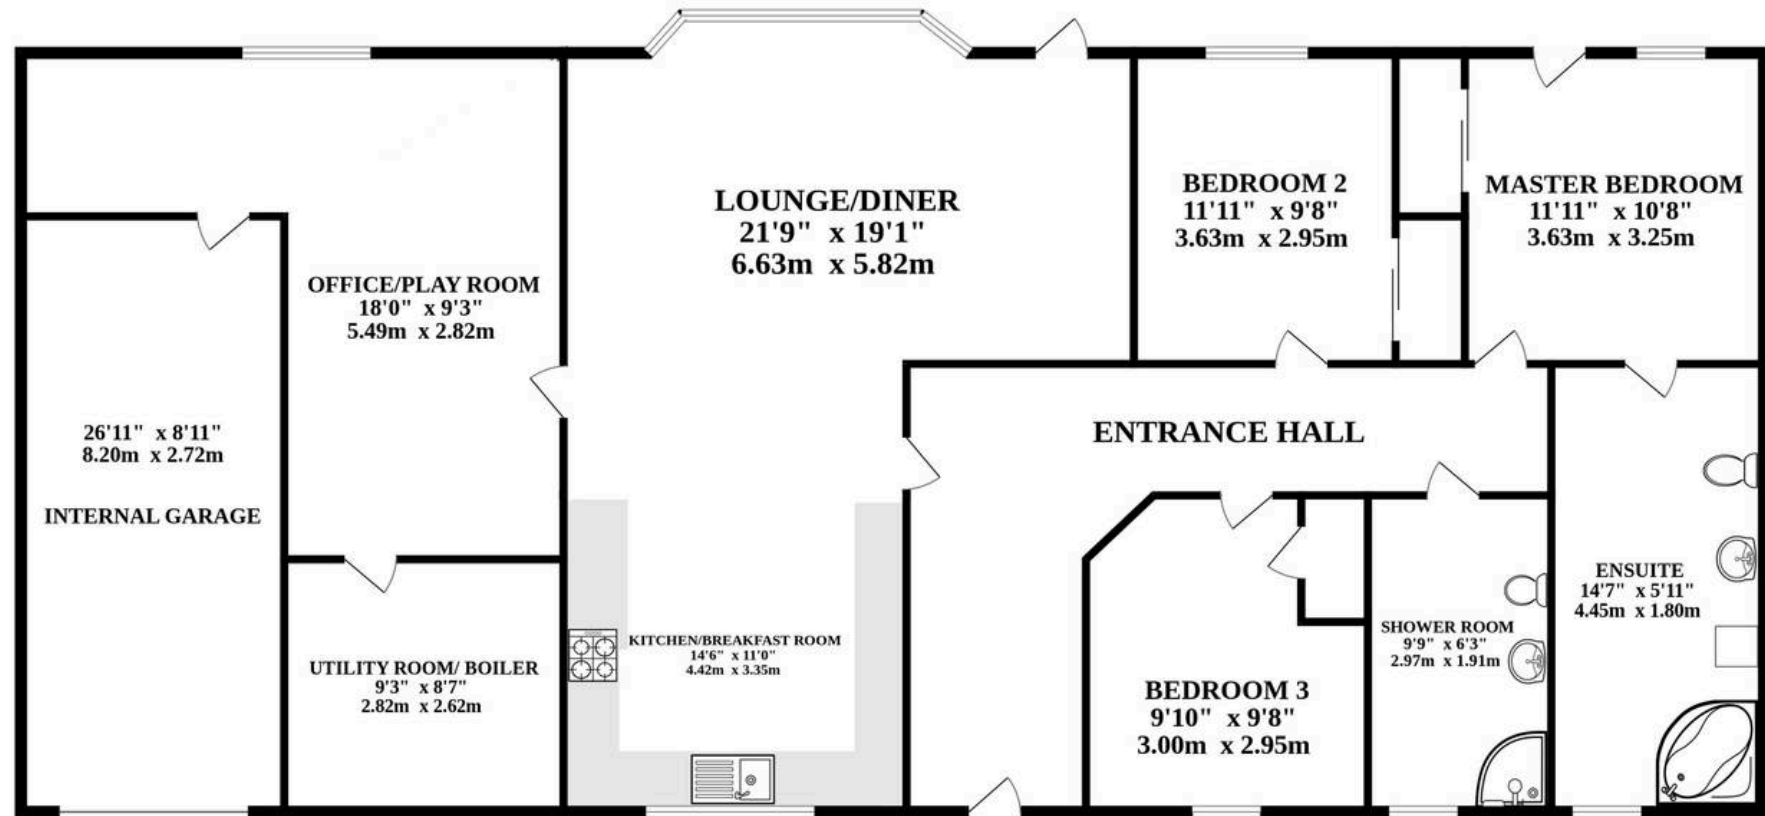 LOUNGE/DINER
21'9" x 19'1"
6.63m x 5.82m
BEDROOM 2
11'11" x 9'8"
3.63m x 2.95m
MASTER BEDROOM
11'11" x 10'8"
3.63m x 3.25m
OFFICE/PLAY ROOM
18'0" x 9'3"
5.49m x 2.82m
26'11" x 8'11"
8.20m x 2.72m
INTERNAL GARAGE
ENTRANCE HALL
UTILITY ROOM/ BOILER
9'3" x 8'7"
2.82m x 2.62m
KITCHEN/BREAKFAST ROOM
14'6" x 11'0"
4.42m x 3.35m
BEDROOM 3
9'10" x 9'8"
3.00m x 2.95m
SHOWER ROOM
9'9" x 6'3"
2.97m x 1.91m
ENSUITE
14'7" x 5'11"
4.45m x 1.80m